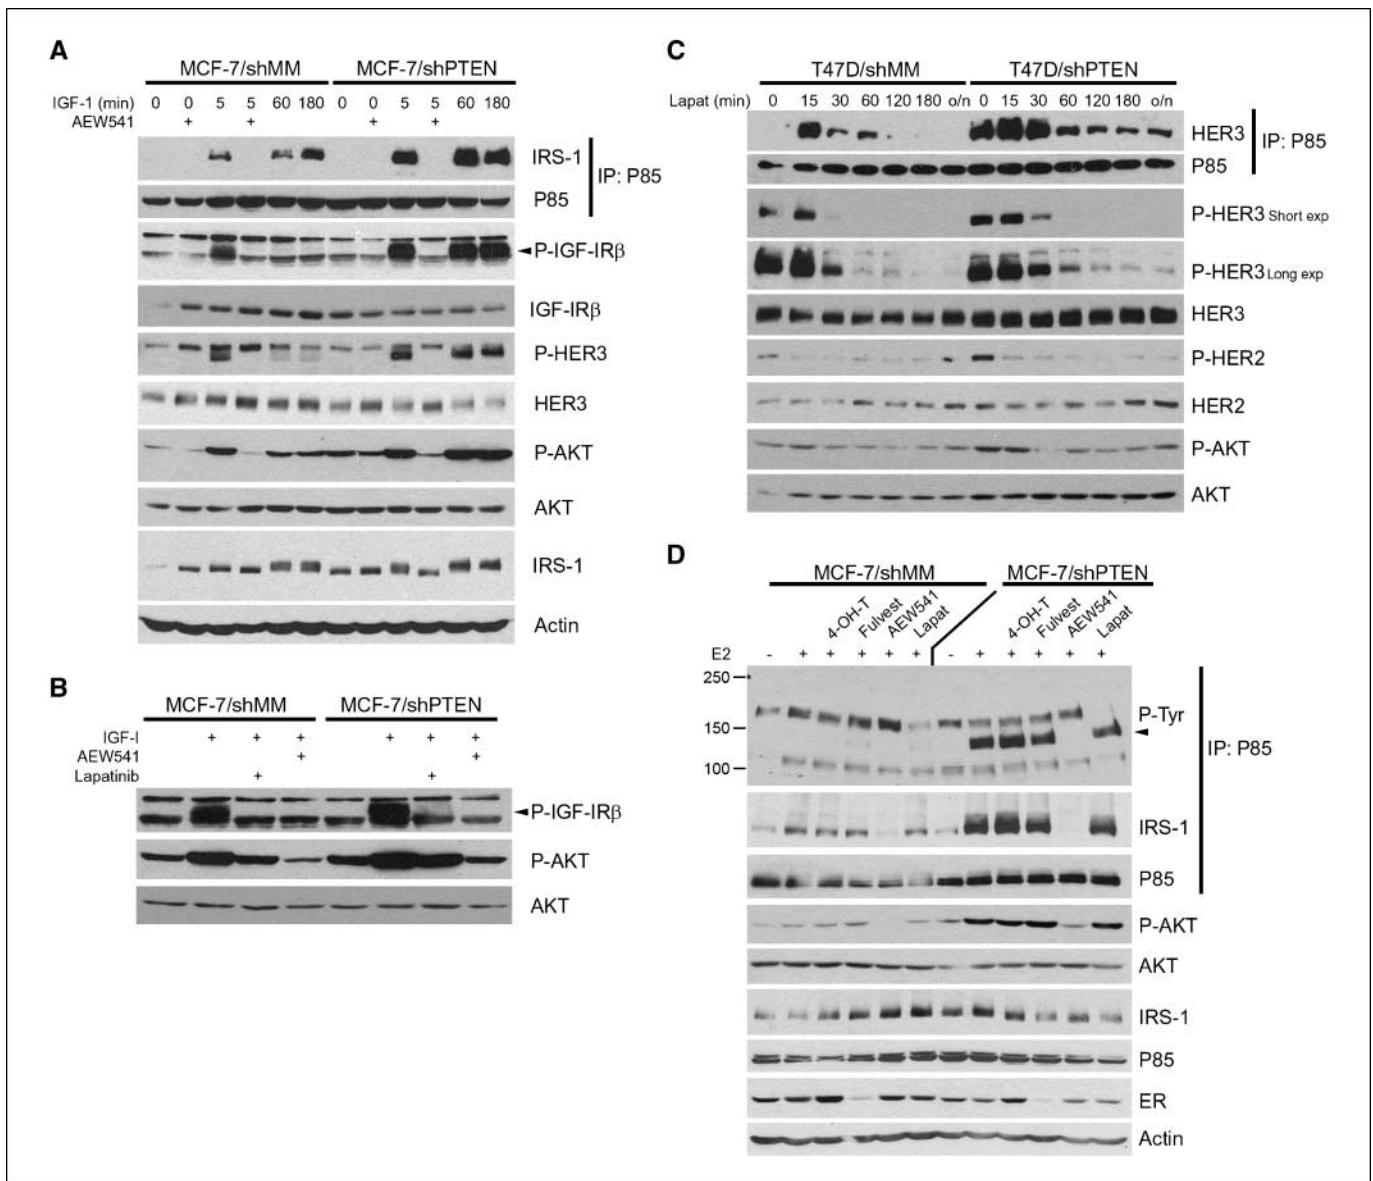 A
MCF-7/shMM MCF-7/shPTEN
IGF-1 (min) 0 0 5 5 60 180 0 0 5 5 60 180
AEW541 + + + +
IRS-1
P85
IP: P85
P-IGF-IRβ
IGF-IRβ
P-HER3
HER3
P-AKT
AKT
IRS-1
Actin
B
MCF-7/shMM MCF-7/shPTEN
IGF-I + + + + + +
AEW541 + +
Lapatinib + +
P-IGF-IRβ
P-AKT
AKT
C
T47D/shMM T47D/shPTEN
Lapat (min) 0 15 30 60 120 180 o/n 0 15 30 60 120 180 o/n
HER3
P85
IP: P85
P-HER3 Short exp
P-HER3 Long exp
HER3
P-HER2
HER2
P-AKT
AKT
D
MCF-7/shMM MCF-7/shPTEN
4-OH-T Fulvest AEW541 Lapat 4-OH-T Fulvest AEW541 Lapat
E2 - + + + + + - + + + + +
250
150
100
P-Tyr
IRS-1
P85
IP: P85
P-AKT
AKT
IRS-1
P85
ER
Actin